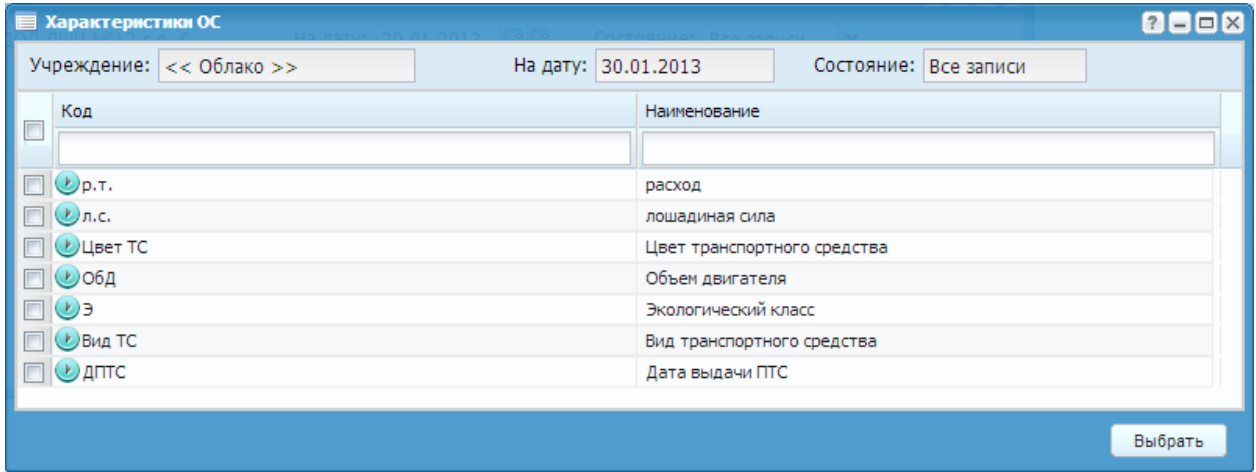 Характеристики ОС
Учреждение: << Облако >> На дату: 30.01.2013 Состояние: Все записи
Код Наименование
р.т. расход
л.с. лошадиная сила
Цвет ТС Цвет транспортного средства
ОбД Объем двигателя
Э Экологический класс
Вид ТС Вид транспортного средства
ДПТС Дата выдачи ПТС
Выбрать